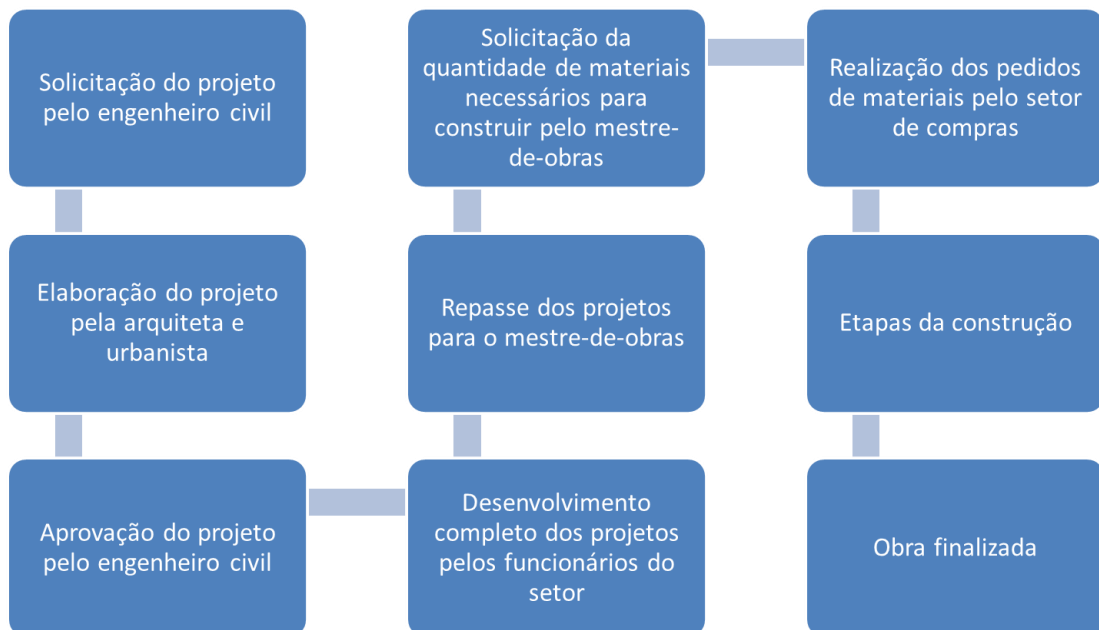 Solicitação do projeto
pelo engenheiro civil
Elaboração do projeto
pela arquiteta e
urbanista
Aprovação do projeto
pelo engenheiro civil
Desenvolvimento
completo dos projetos
pelos funcionários do
setor
Repasse dos projetos
para o mestre-de-obras
Solicitação da
quantidade de materiais
necessários para
construir pelo mestre-
de-obras
Realização dos pedidos
de materiais pelo setor
de compras
Etapas da construção
Obra finalizada